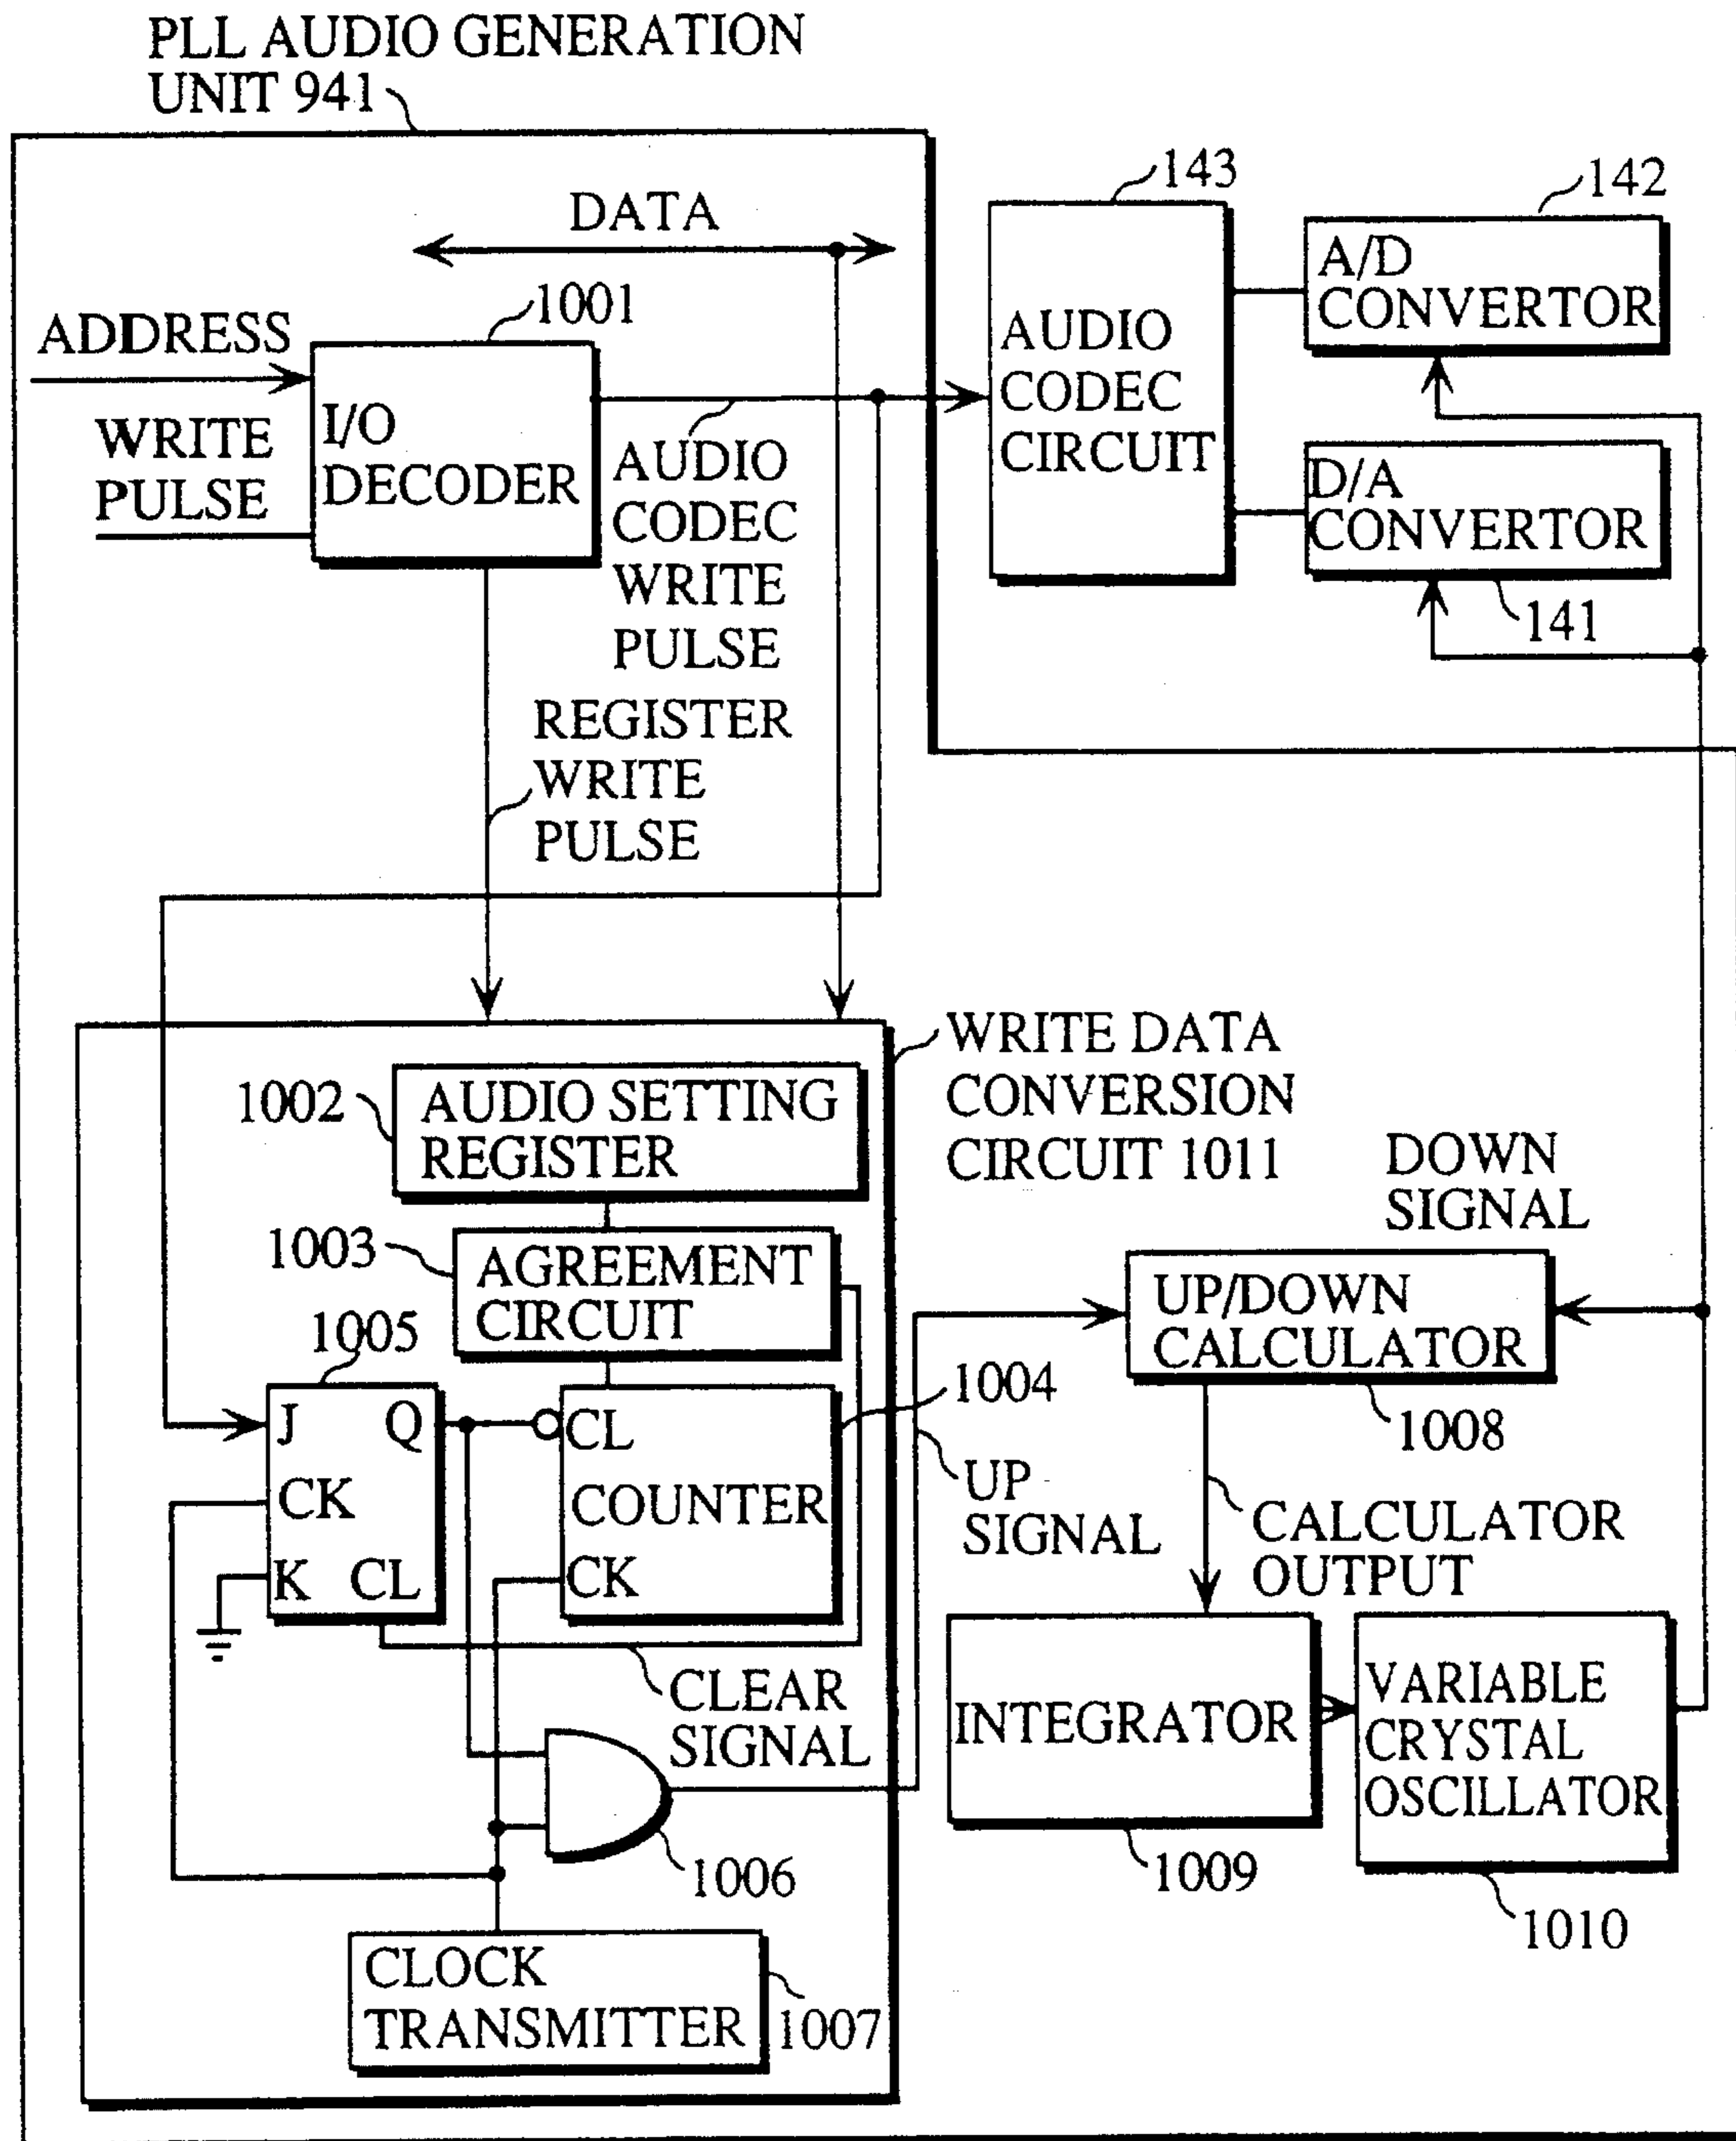 PLL AUDIO GENERATION
UNIT 941
DATA
143
142
A/D
CONVERTOR
1001
ADDRESS
WRITE
PULSE
I/O
DECODER
AUDIO
CODEC
CIRCUIT
AUDIO
CODEC
WRITE
PULSE
D/A
CONVERTOR
141
REGISTER
WRITE
PULSE
WRITE DATA
CONVERSION
CIRCUIT 1011
1002
AUDIO SETTING
REGISTER
DOWN
SIGNAL
1003
AGREEMENT
CIRCUIT
UP/DOWN
CALCULATOR
1005
1004
1008
J
Q
CK
K
CL
CL
COUNTER
CK
UP
SIGNAL
CALCULATOR
OUTPUT
CLEAR
SIGNAL
INTEGRATOR
VARIABLE
CRYSTAL
OSCILLATOR
1006
1009
1010
CLOCK
TRANSMITTER
1007